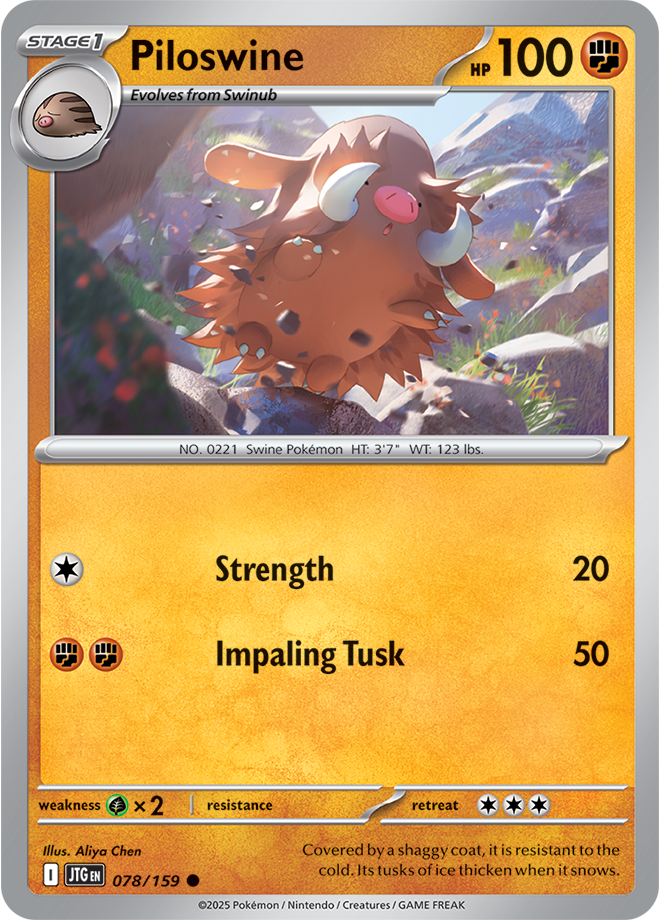 STAGE1
Piloswine
HP 100
Evolves from Swinub
NO. 0221 Swine Pokémon HT: 3'7" WT: 123 lbs.
Strength 20
Impaling Tusk 50
weakness ×2 resistance retreat
Illus. Aliya Chen
Covered by a shaggy coat, it is resistant to the
cold. Its tusks of ice thicken when it snows.
I JTG EN 078/159
©2025 Pokémon / Nintendo / Creatures / GAME FREAK